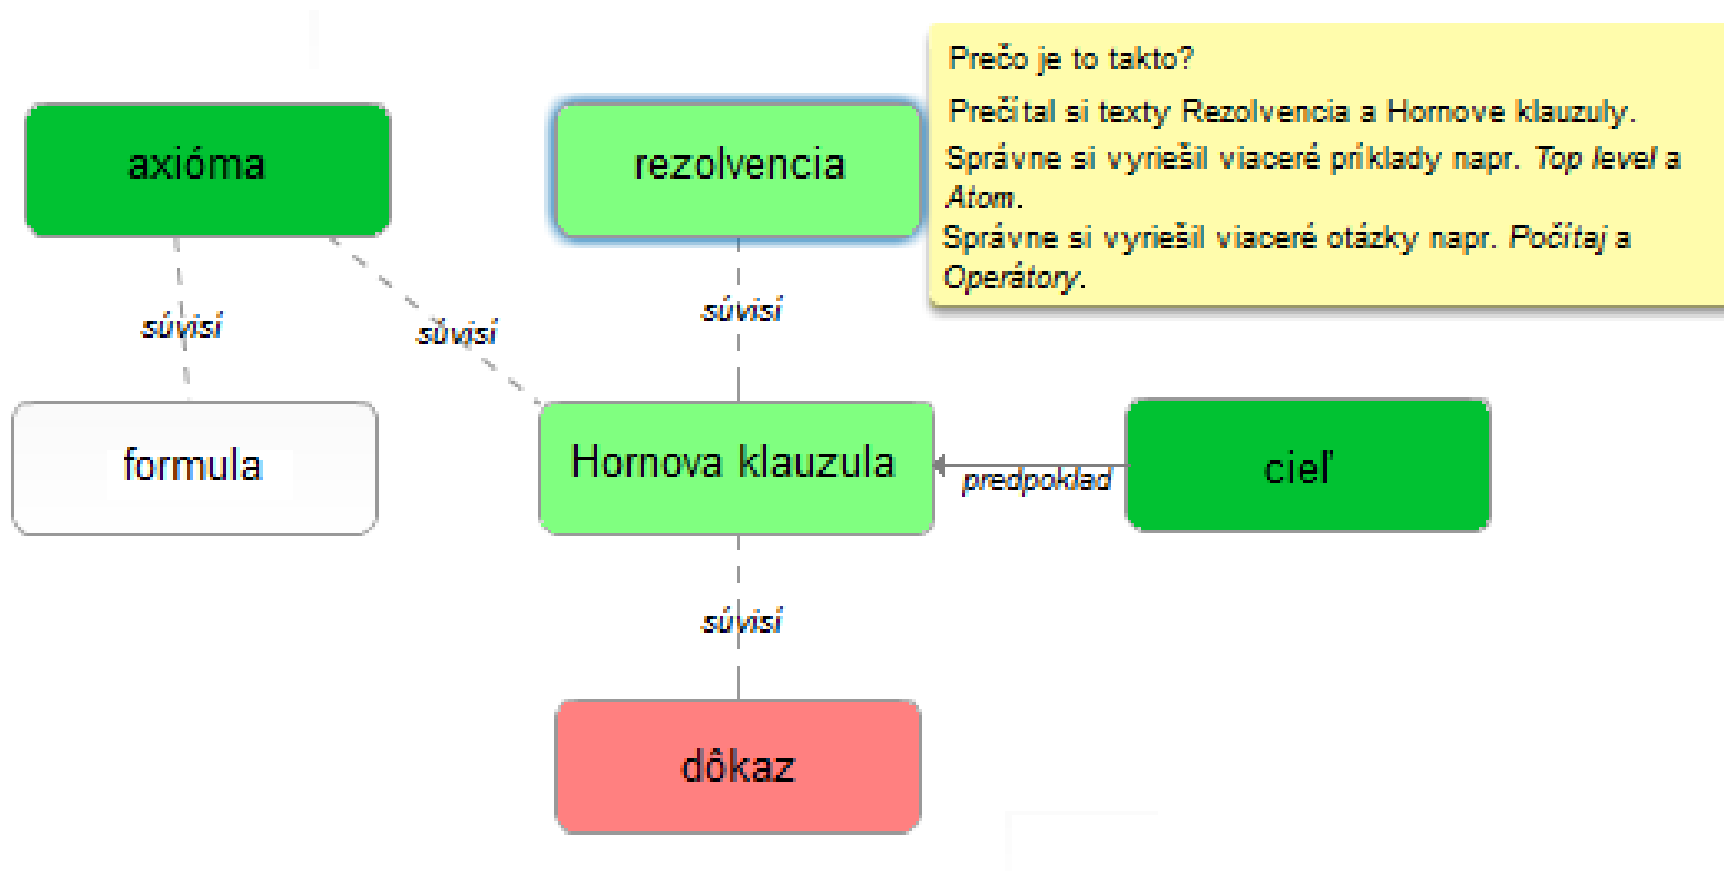 Prečo je to takto?
Prečítal si texty Rezolvencia a Hornove klauzuly.
Správne si vyriešil viaceré príklady napr. Top level a
Atom.
Správne si vyriešil viaceré otázky napr. Počítaj a
Operátory.
axióma
rezolvencia
súvisí
súvisí
súvisí
formula
Hornova klauzula
predpoklad
cieľ
súvisí
dôkaz